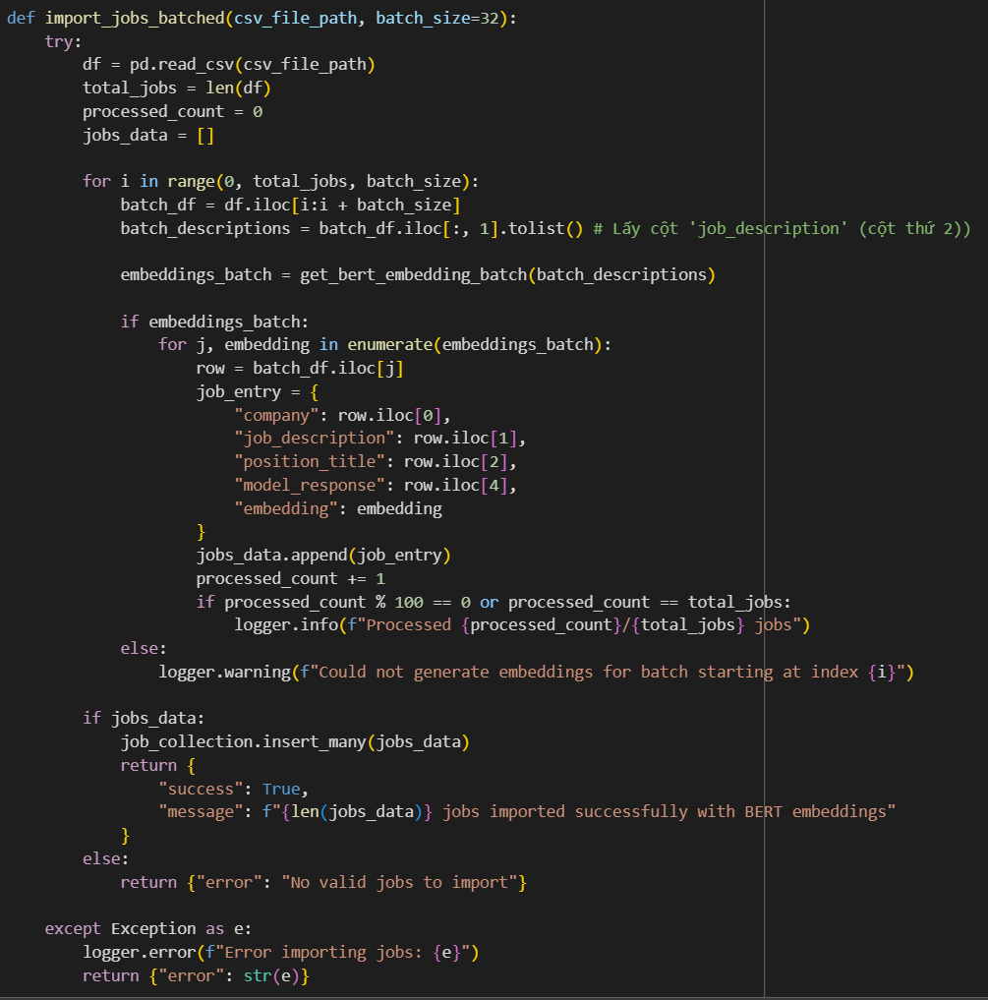 def import_jobs_batched(csv_file_path, batch_size=32):
    try:
        df = pd.read_csv(csv_file_path)
        total_jobs = len(df)
        processed_count = 0
        jobs_data = []

        for i in range(0, total_jobs, batch_size):
            batch_df = df.iloc[i:i + batch_size]
            batch_descriptions = batch_df.iloc[:, 1].tolist() # Lấy cột 'job_description' (cột thứ 2))

            embeddings_batch = get_bert_embedding_batch(batch_descriptions)

            if embeddings_batch:
                for j, embedding in enumerate(embeddings_batch):
                    row = batch_df.iloc[j]
                    job_entry = {
                        "company": row.iloc[0],
                        "job_description": row.iloc[1],
                        "position_title": row.iloc[2],
                        "model_response": row.iloc[4],
                        "embedding": embedding
                    }
                    jobs_data.append(job_entry)
                    processed_count += 1
                    if processed_count % 100 == 0 or processed_count == total_jobs:
                        logger.info(f"Processed {processed_count}/{total_jobs} jobs")
            else:
                logger.warning(f"Could not generate embeddings for batch starting at index {i}")

        if jobs_data:
            job_collection.insert_many(jobs_data)
            return {
                "success": True,
                "message": f"{len(jobs_data)} jobs imported successfully with BERT embeddings"
            }
        else:
            return {"error": "No valid jobs to import"}

    except Exception as e:
        logger.error(f"Error importing jobs: {e}")
        return {"error": str(e)}